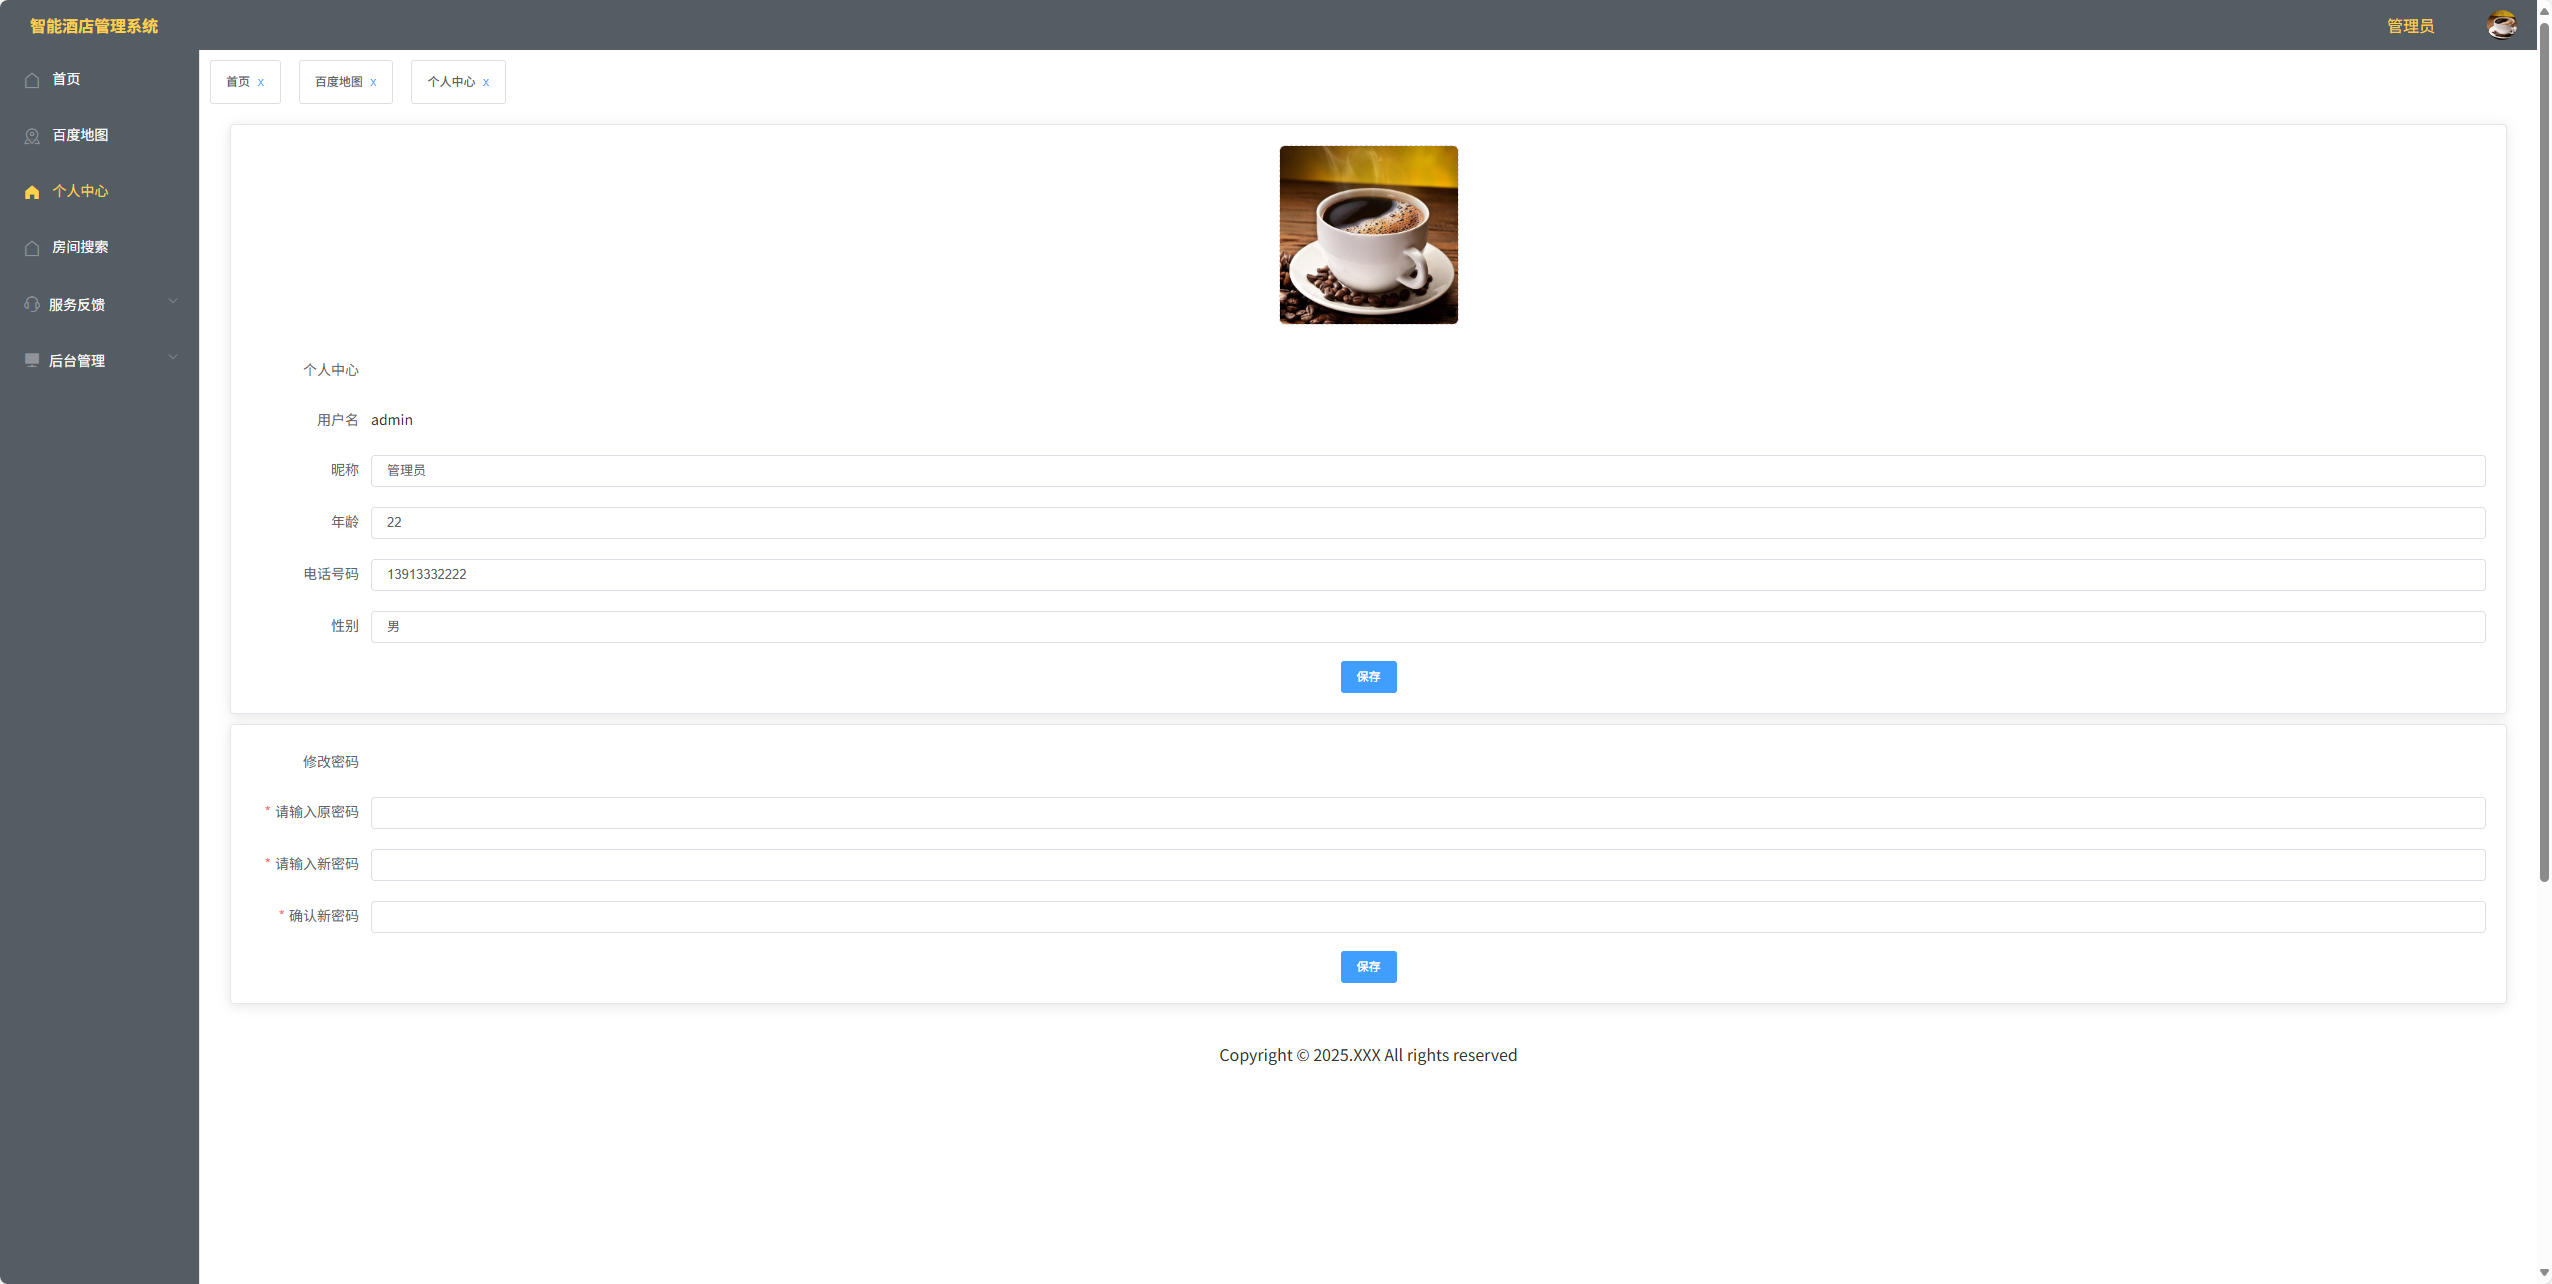 智能酒店管理系统
管理员
首页
百度地图
个人中心
房间搜索
服务反馈
后台管理
首页 x
百度地图 x
个人中心 x
个人中心
用户名 admin
昵称 管理员
年龄 22
电话号码 13913332222
性别 男
保存
修改密码
* 请输入原密码
* 请输入新密码
* 确认新密码
保存
Copyright © 2025.XXX All rights reserved